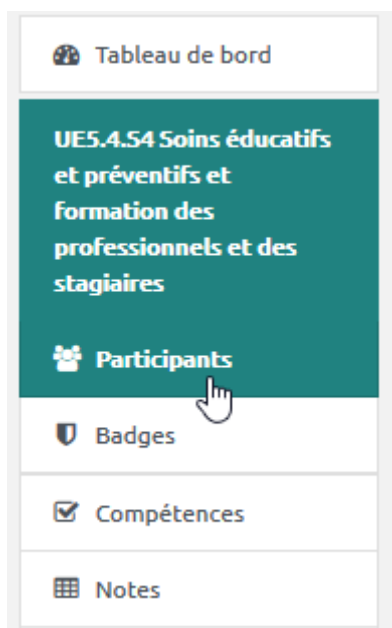 Tableau de bord
UE5.4.S4 Soins éducatifs
et préventifs et
formation des
professionnels et des
stagiaires
Participants
Badges
Compétences
Notes